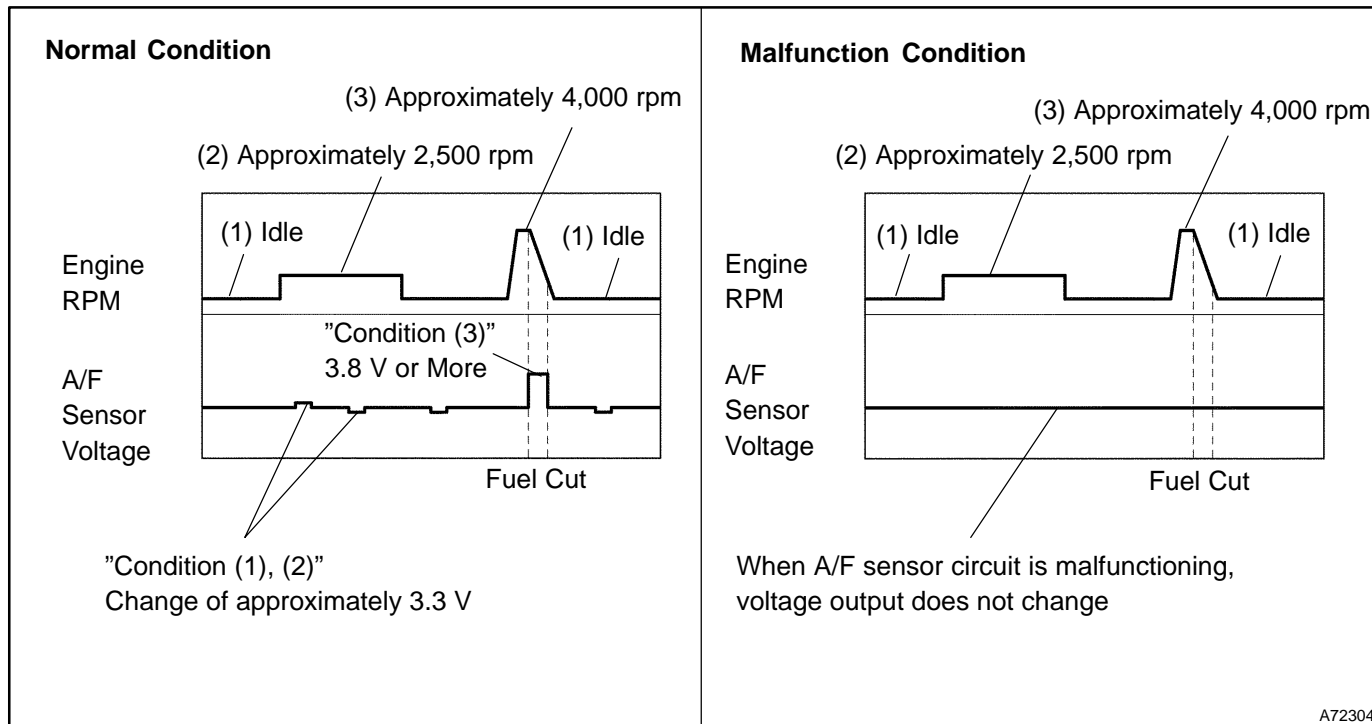 Normal Condition
(3) Approximately 4,000 rpm
(2) Approximately 2,500 rpm
(1) Idle
(1) Idle
Engine
RPM
”Condition (3)”
3.8 V or More
A/F
Sensor
Voltage
Fuel Cut
”Condition (1), (2)”
Change of approximately 3.3 V
Malfunction Condition
(3) Approximately 4,000 rpm
(2) Approximately 2,500 rpm
(1) Idle
(1) Idle
Engine
RPM
A/F
Sensor
Voltage
Fuel Cut
When A/F sensor circuit is malfunctioning,
voltage output does not change
A72304